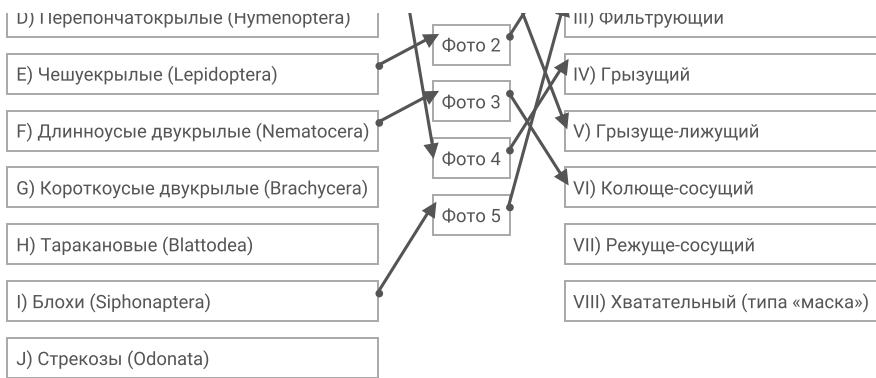 D) Перепончатокрылые (Hymenoptera)
E) Чешуекрылые (Lepidoptera)
F) Длинноусые двукрылые (Nematocera)
G) Короткоусые двукрылые (Brachycera)
H) Таракановые (Blattodea)
I) Блохи (Siphonaptera)
J) Стрекозы (Odonata)
Фото 2
Фото 3
Фото 4
Фото 5
III) Фильтрующий
IV) Грызущий
V) Грызуще-лижущий
VI) Колюще-сосущий
VII) Режуще-сосущий
VIII) Хватательный (типа «маска»)